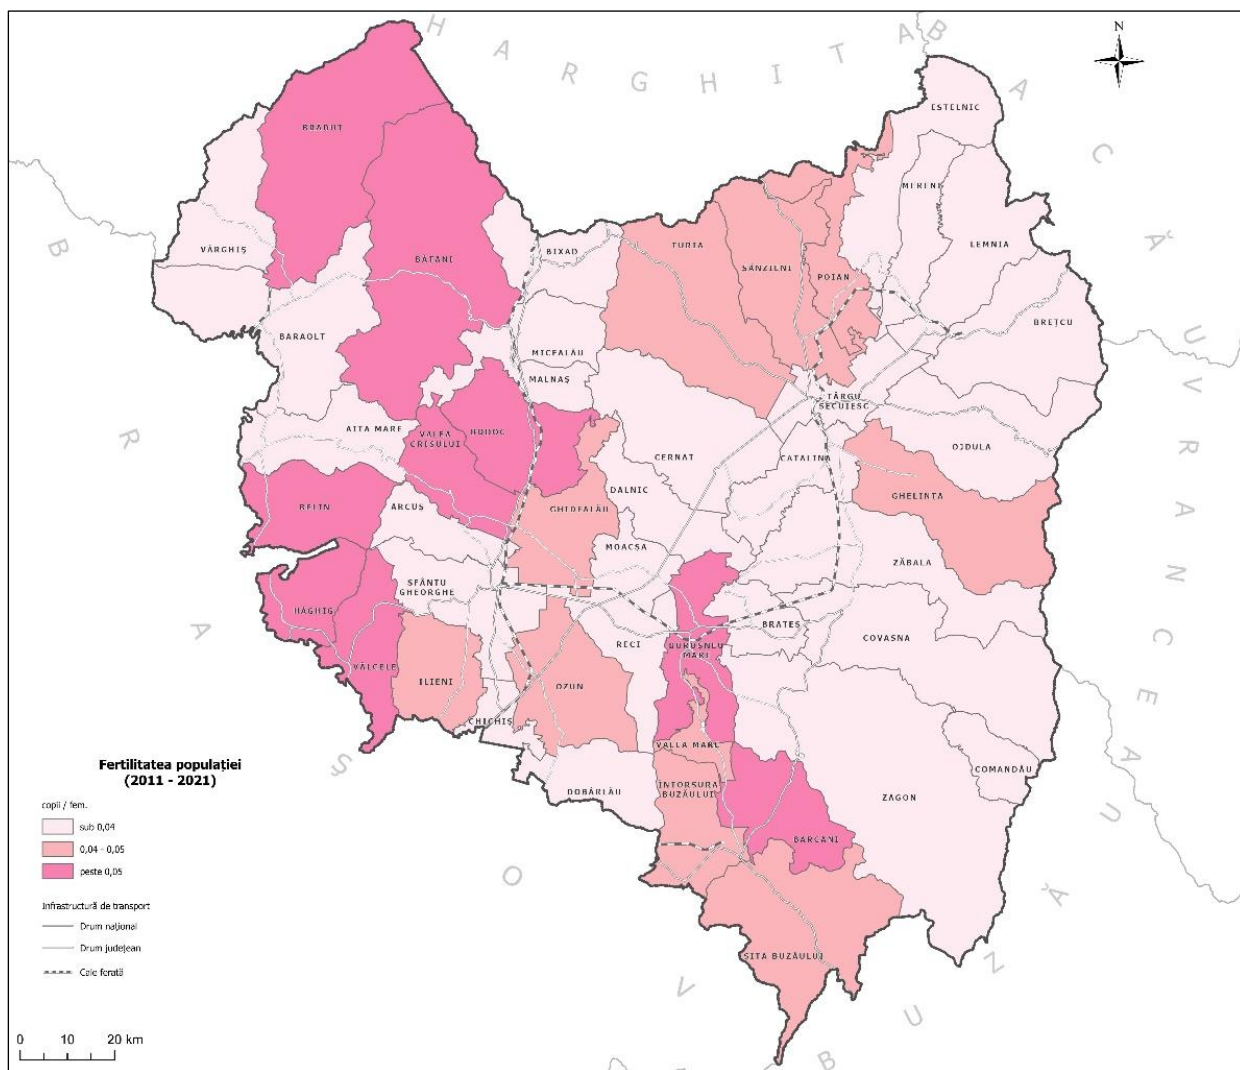 N
HARGHITA
BACĂU
VRANCEA
BUZĂU
BRAȘOV
ESTELNIC
BRĂDUȚ
MERENI
VÂRGHIȘ
BĂȚANI
BIXAD
TURIA
SÂNZIENI
POIAN
LEMNIA
BREȚCU
BARAOLT
MICFALĂU
MALNAȘ
TÂRGU
SECUIESC
AITA MARE
VALEA
CRIȘULUI
BODOC
CERNAT
CATALINA
OJDULA
BELIN
ARCUȘ
GHIDFALĂU
DALNIC
GHELINȚA
MOACȘA
ZĂBALA
SFÂNTU
GHEORGHE
HĂGHIG
RECI
BRATEȘ
COVASNA
VÂLCELE
ILIENI
OZUN
BOROȘNEU
MARE
CHICHIȘ
VALEA MARE
DOBÂRLĂU
ÎNTORSURA
BUZĂULUI
ZAGON
COMANDĂU
BARCANI
SITA BUZĂULUI
Fertilitatea populației
(2011 - 2021)
copii / fem.
sub 0,04
0,04 - 0,05
peste 0,05
Infrastructură de transport
Drum național
Drum județean
Cale ferată
0 10 20 km